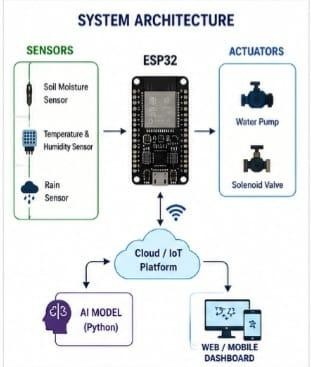 SYSTEM ARCHITECTURE
SENSORS
Soil Moisture
Sensor
Temperature &
Humidity Sensor
Rain
Sensor
ESP32
ACTUATORS
Water Pump
Solenoid Valve
Cloud / IoT
Platform
AI MODEL
(Python)
WEB / MOBILE
DASHBOARD